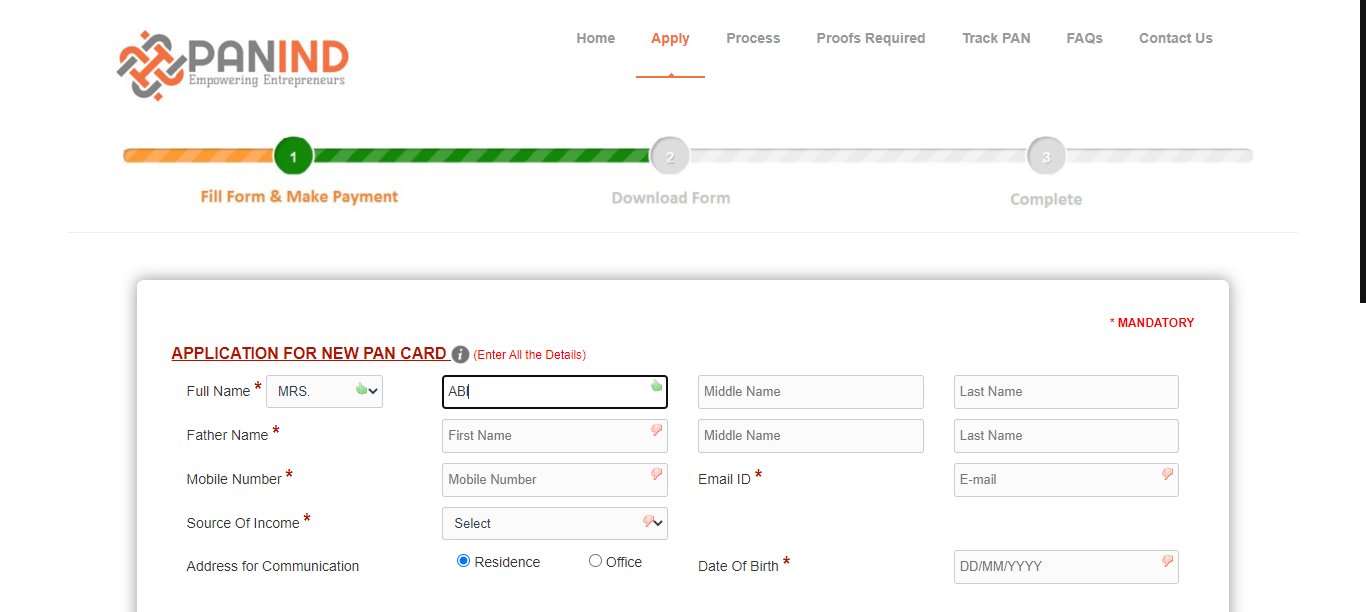 PANIND
Empowering Entrepreneurs
Home Apply Process Proofs Required Track PAN FAQs Contact Us
1 2 3
Fill Form & Make Payment Download Form Complete
* MANDATORY
APPLICATION FOR NEW PAN CARD i (Enter All the Details)
Full Name * MRS. ABI Middle Name Last Name
Father Name * First Name Middle Name Last Name
Mobile Number * Mobile Number Email ID * E-mail
Source Of Income * Select
Address for Communication Residence Office Date Of Birth * DD/MM/YYYY